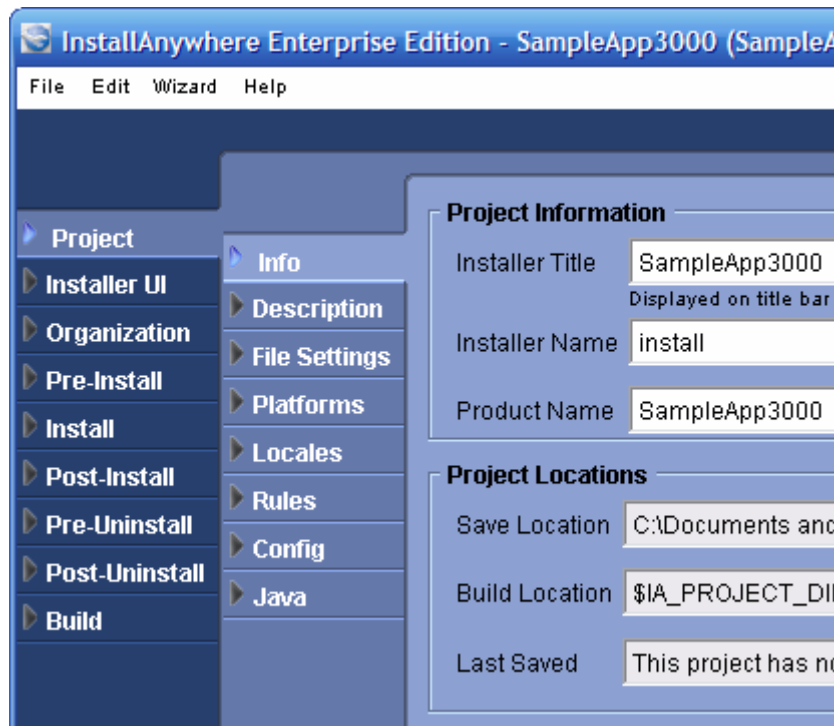 InstallAnywhere Enterprise Edition - SampleApp3000 (SampleA
File Edit Wizard Help
Project
Installer UI
Organization
Pre-Install
Install
Post-Install
Pre-Uninstall
Post-Uninstall
Build
Info
Description
File Settings
Platforms
Locales
Rules
Config
Java
Project Information
Installer Title SampleApp3000
Displayed on title bar
Installer Name install
Product Name SampleApp3000
Project Locations
Save Location C:\Documents and
Build Location $IA_PROJECT_DI
Last Saved This project has no